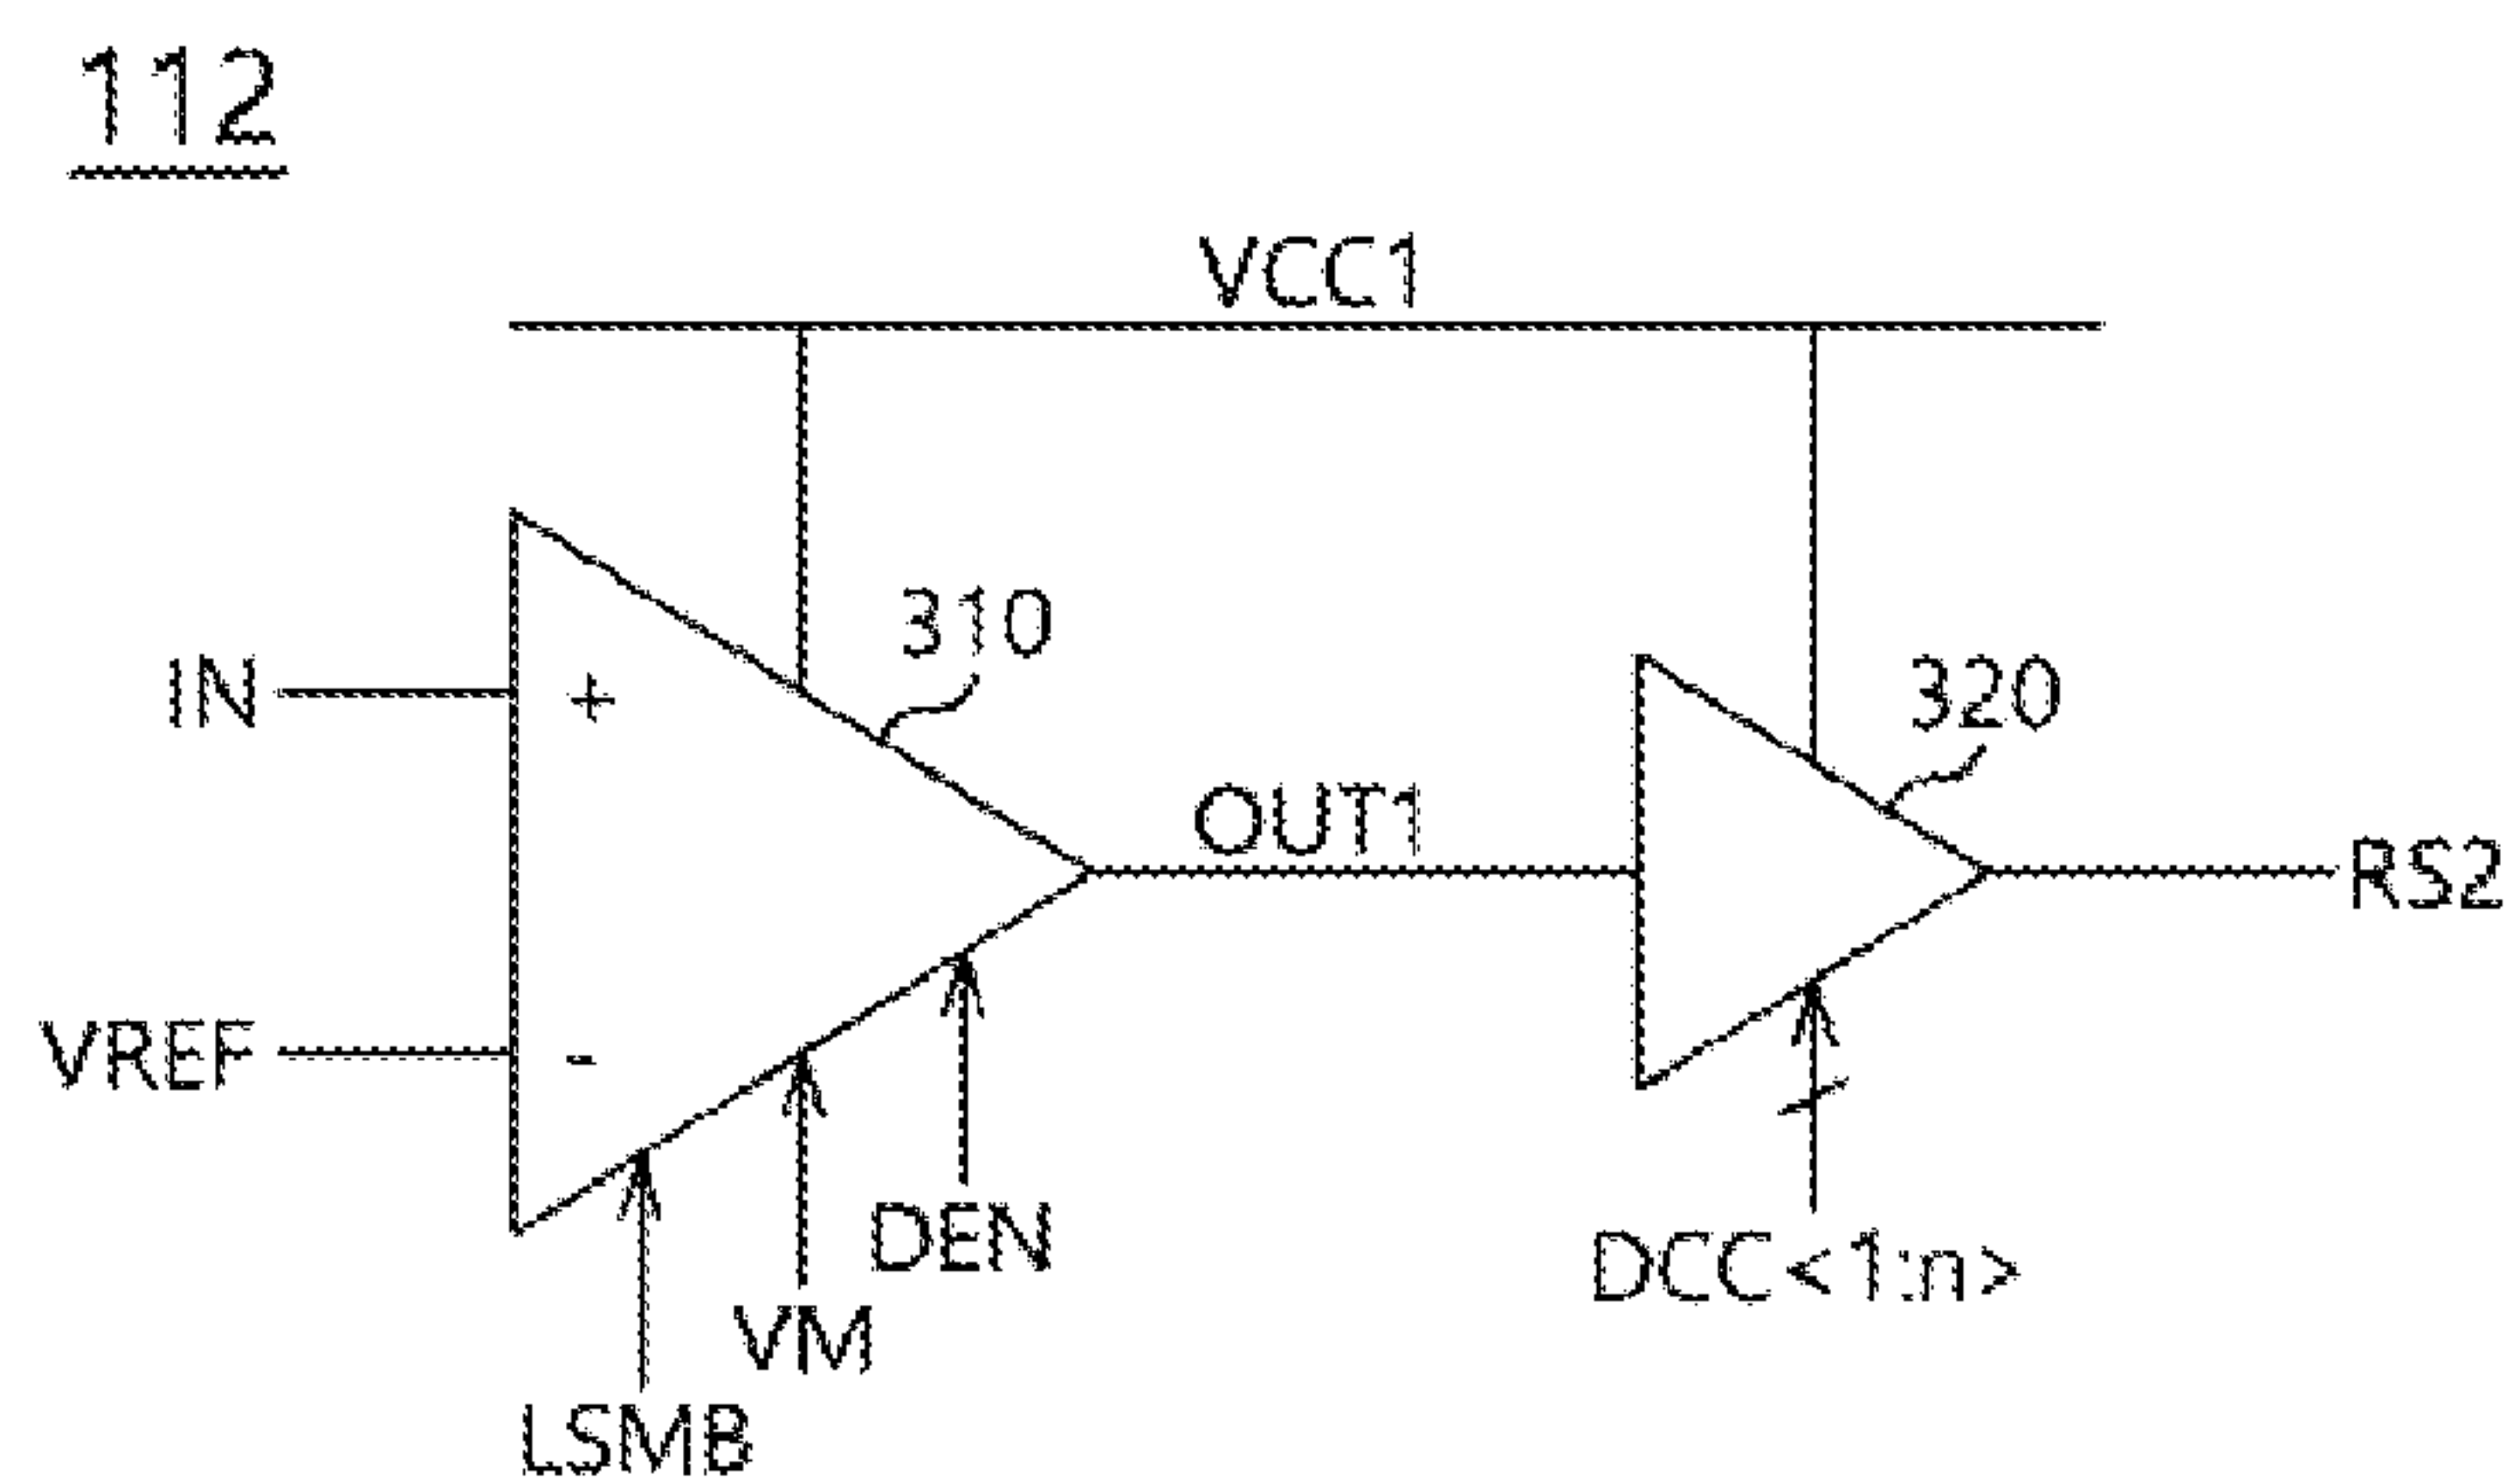 112
VCC1
310
320
IN
+
OUT1
RS2
VREF
-
DEN
DCC<1:n>
VM
LSMB